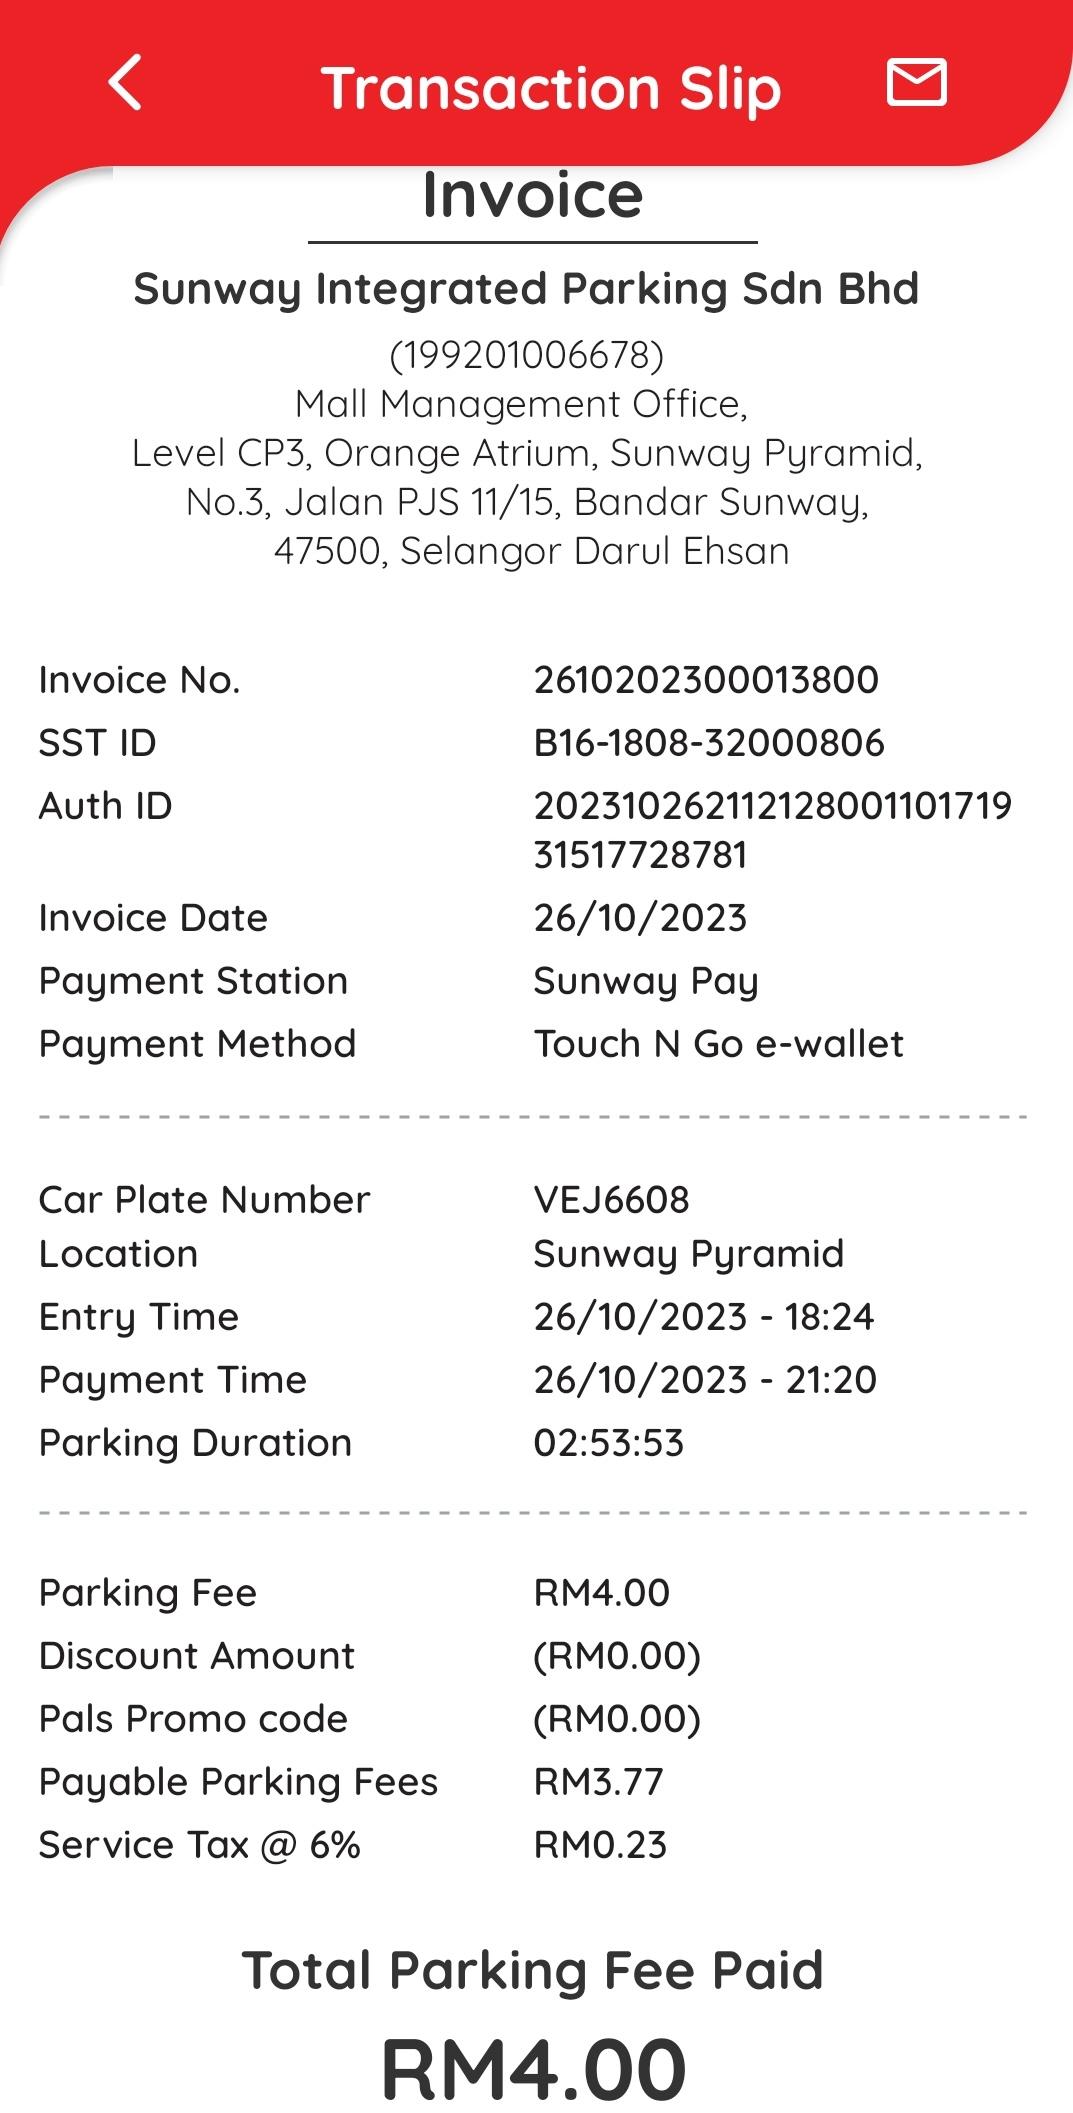 Transaction Slip
Invoice
Sunway Integrated Parking Sdn Bhd
(199201006678)
Mall Management Office,
Level CP3, Orange Atrium, Sunway Pyramid,
No.3, Jalan PJS 11/15, Bandar Sunway,
47500, Selangor Darul Ehsan
Invoice No. 2610202300013800
SST ID B16-1808-32000806
Auth ID 202310262112128001101719
31517728781
Invoice Date 26/10/2023
Payment Station Sunway Pay
Payment Method Touch N Go e-wallet
Car Plate Number VEJ6608
Location Sunway Pyramid
Entry Time 26/10/2023 - 18:24
Payment Time 26/10/2023 - 21:20
Parking Duration 02:53:53
Parking Fee RM4.00
Discount Amount (RM0.00)
Pals Promo code (RM0.00)
Payable Parking Fees RM3.77
Service Tax @ 6% RM0.23
Total Parking Fee Paid
RM4.00